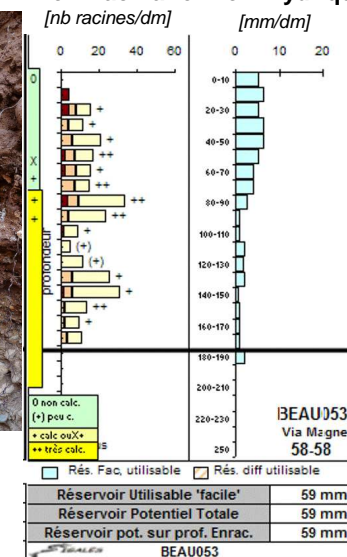 [nb racines/dm]
[mm/dm]
0 20 40 60
0 10 20
0
X
+
+
+
profondeur
+
+
+
++
+
++
++
++
+
(+)
(+)
+
+
++
+
0-10
20-30
40-50
60-70
80-90
100-110
120-130
140-150
160-170
180-190
200-210
220-230
250
0 non calc.
(+) peu c.
+ calc ouX+
++ très calc.
us
BEAU053
Via Magne
58-58
Rés. Fac, utilisable
Rés. diff utilisable
Réservoir Utilisable 'facile' 59 mm
Réservoir Potentiel Totale 59 mm
Réservoir pot. sur prof. Enrac. 59 mm
SIGALES
BEAU053